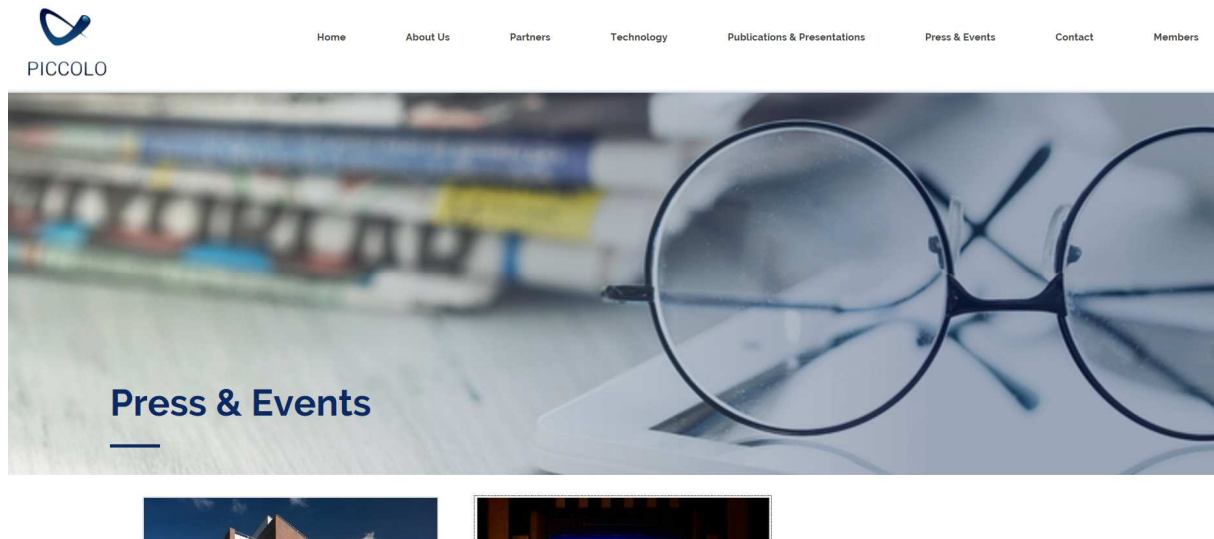 PICCOLO
Home About Us Partners Technology Publications & Presentations Press & Events Contact Members
Press & Events